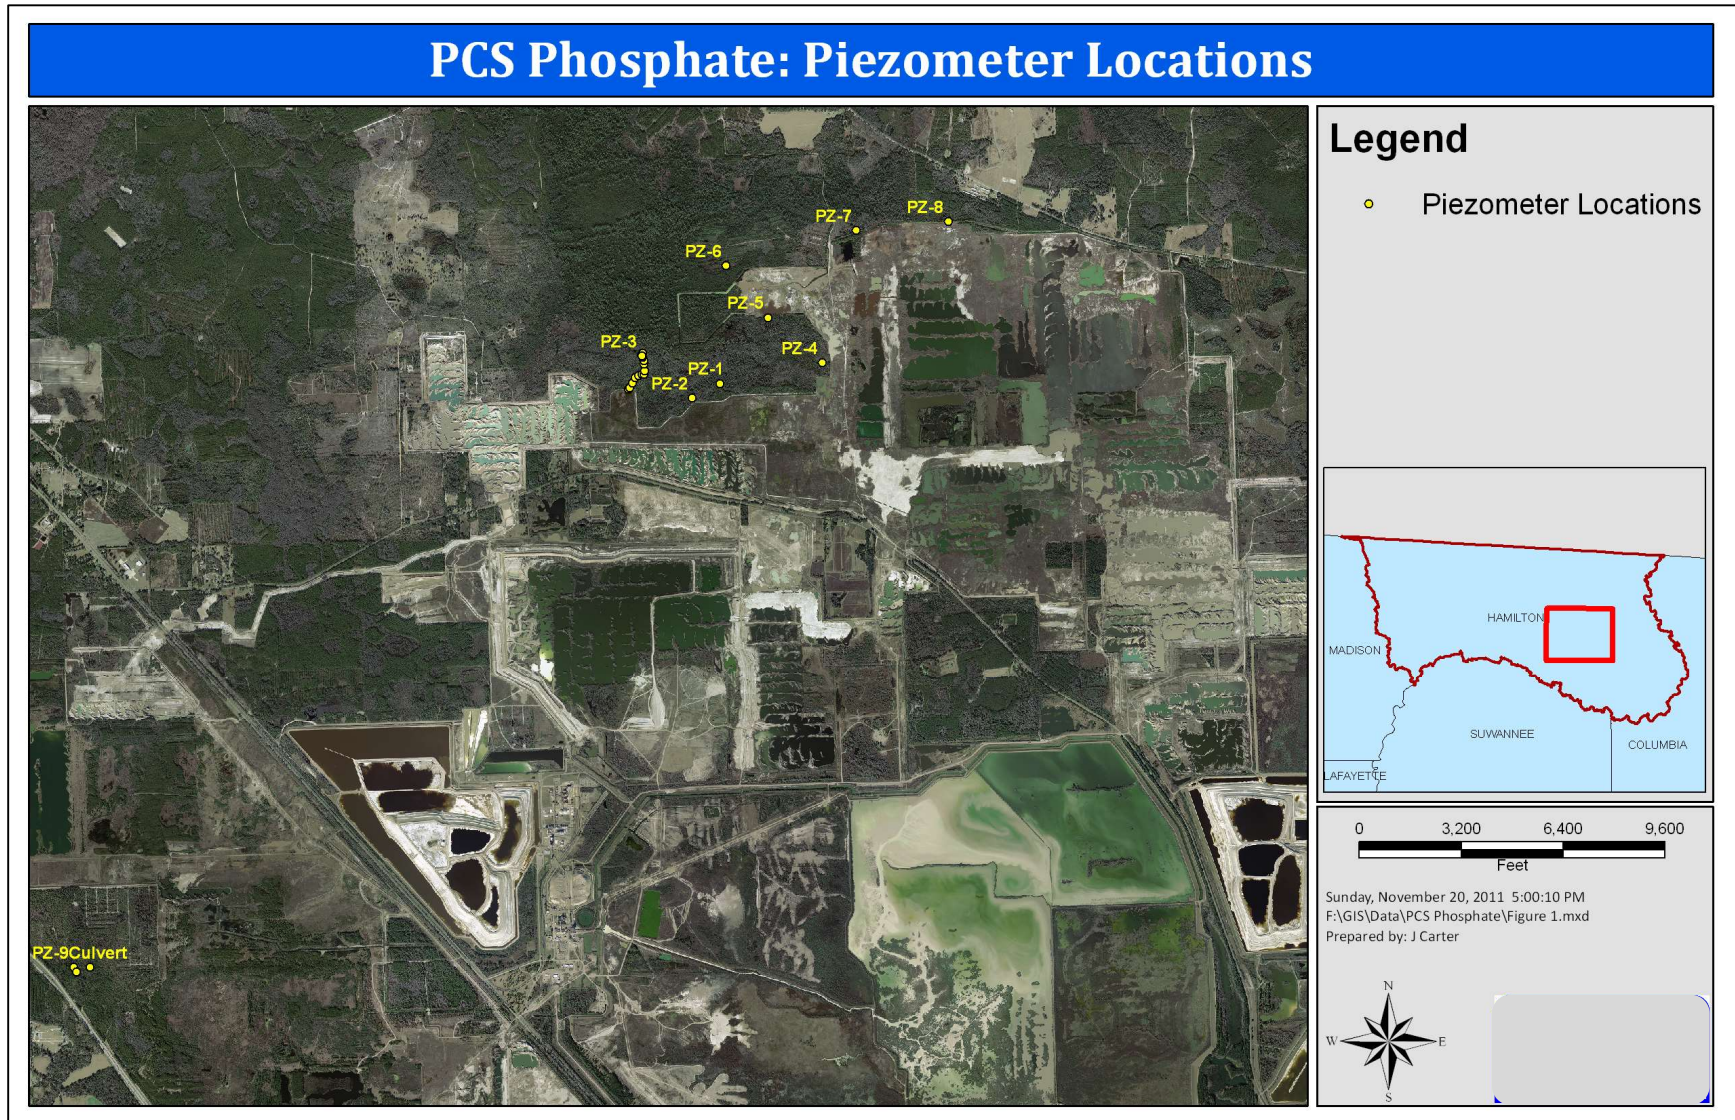 PCS Phosphate: Piezometer Locations
PZ-8
PZ-7
PZ-6
PZ-5
PZ-3
PZ-4
PZ-1
PZ-2
PZ-9Culvert
Legend
Piezometer Locations
HAMILTON
MADISON
SUWANNEE
COLUMBIA
LAFAYETTE
0 3,200 6,400 9,600
Feet
Sunday, November 20, 2011 5:00:10 PM
F:\GIS\Data\PCS Phosphate\Figure 1.mxd
Prepared by: J Carter
N
W E
S